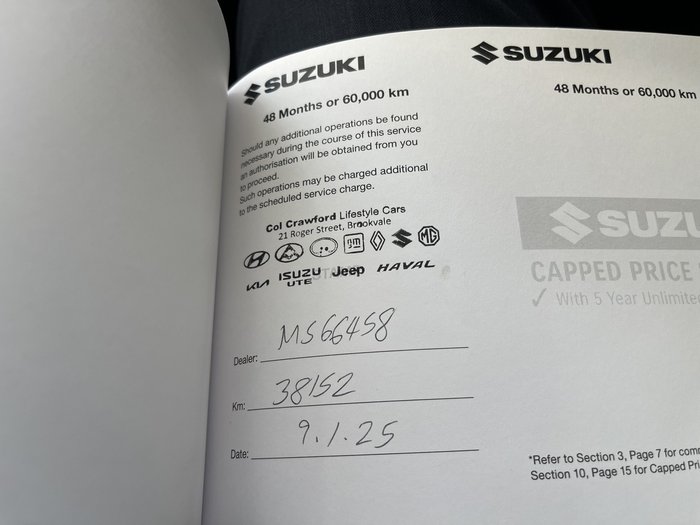 SUZUKI
48 Months or 60,000 km
Should any additional operations be found
necessary during the course of this service
an authorisation will be obtained from you
to proceed.
Such operations may be charged additional
to the scheduled service charge.
Col Crawford Lifestyle Cars
21 Roger Street, Brookvale
gm
MG
KIA
ISUZU
UTE
Jeep
HAVAL
Dealer: MS66458
Km: 38152
Date: 9.1.25
SUZUKI
48 Months or 60,000 km
SUZU
CAPPED PRICE
✓ With 5 Year Unlimite
*Refer to Section 3, Page 7 for com
Section 10, Page 15 for Capped Pri